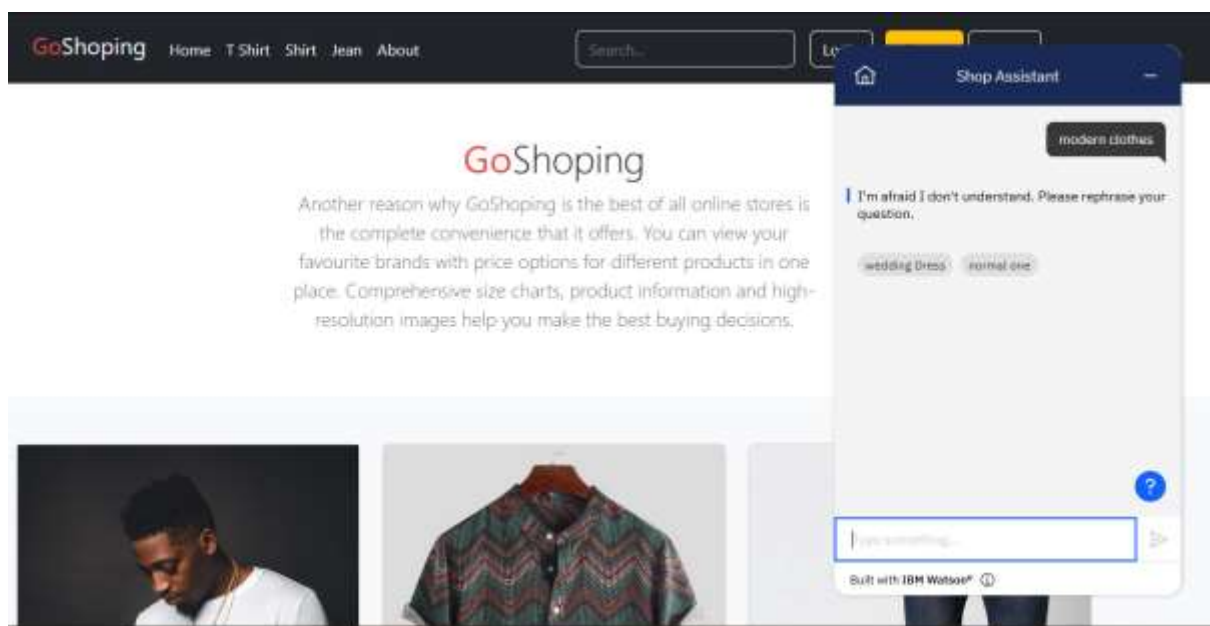 GoShoping Home T Shirt Shirt Jean About Search...
Shop Assistant
modern clothes
I'm afraid I don't understand. Please rephrase your
question.
wedding Dress normal one
GoShoping
Another reason why GoShoping is the best of all online stores is
the complete convenience that it offers. You can view your
favourite brands with price options for different products in one
place. Comprehensive size charts, product information and high-
resolution images help you make the best buying decisions.
?
Type something...
Built with IBM Watson®